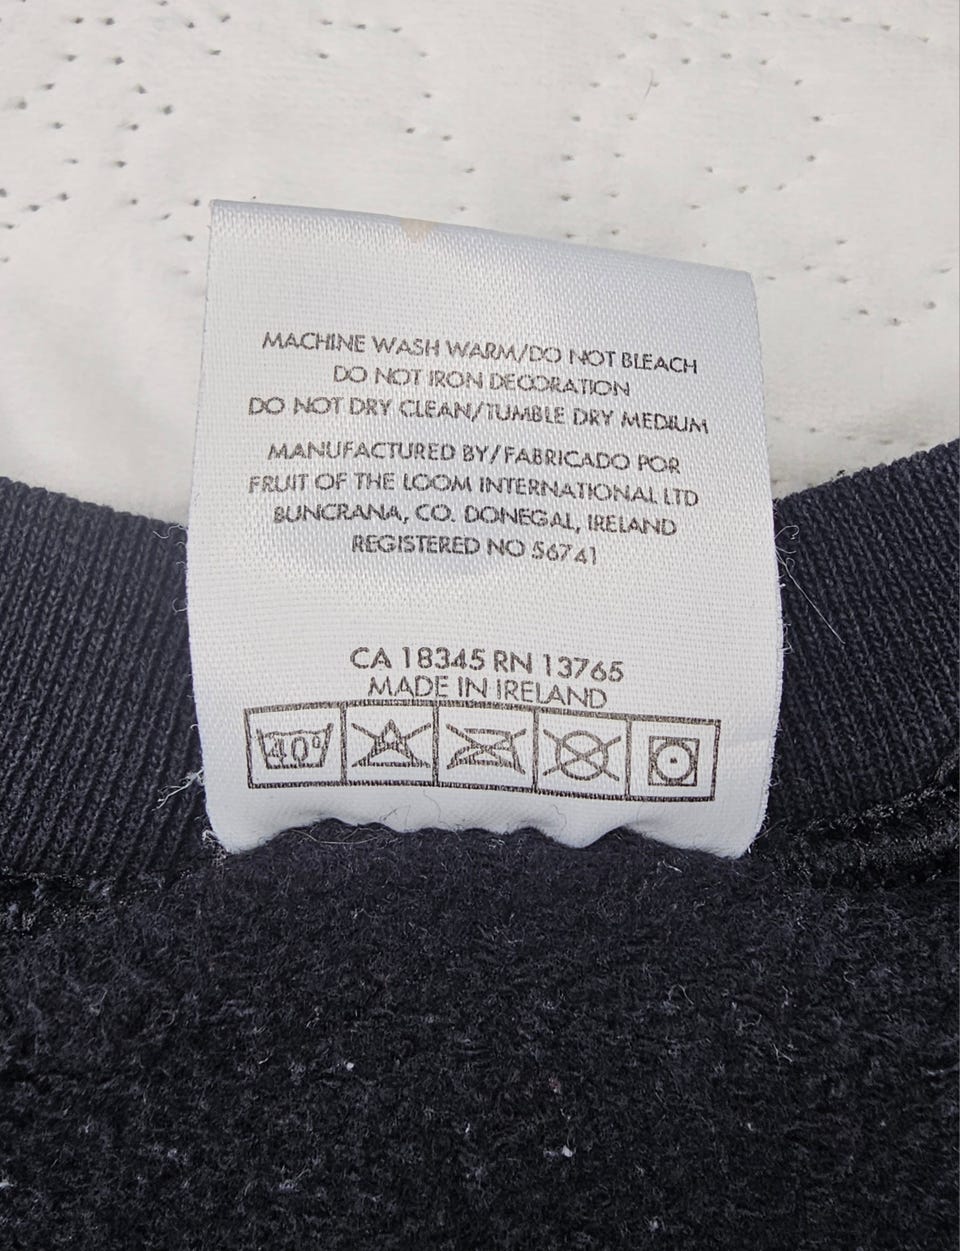 MACHINE WASH WARM/DO NOT BLEACH
DO NOT IRON DECORATION
DO NOT DRY CLEAN/TUMBLE DRY MEDIUM
MANUFACTURED BY/FABRICADO POR
FRUIT OF THE LOOM INTERNATIONAL LTD
BUNCRANA, CO. DONEGAL, IRELAND
REGISTERED NO 56741
CA 18345 RN 13765
MADE IN IRELAND
40°